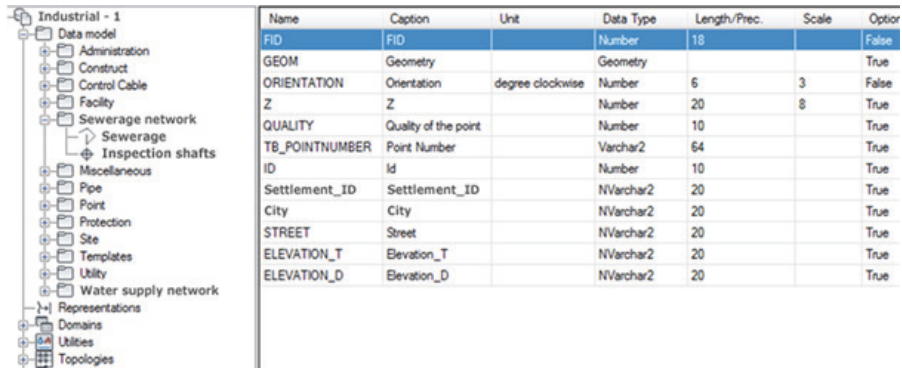 Industrial - 1
Data model
Administration
Construct
Control Cable
Facility
Sewerage network
Sewerage
Inspection shafts
Miscellaneous
Pipe
Point
Protection
Site
Templates
Utility
Water supply network
Representations
Domains
Utilities
Topologies
Name Caption Unit Data Type Length/Prec. Scale Option
FID FID Number 18 False
GEOM Geometry Geometry True
ORIENTATION Orientation degree clockwise Number 6 3 False
Z Z Number 20 8 True
QUALITY Quality of the point Number 10 True
TB_POINTNUMBER Point Number Varchar2 64 True
ID Id Number 10 True
Settlement_ID Settlement_ID NVarchar2 20 True
City City NVarchar2 20 True
STREET Street NVarchar2 20 True
ELEVATION_T Elevation_T NVarchar2 20 True
ELEVATION_D Elevation_D NVarchar2 20 True